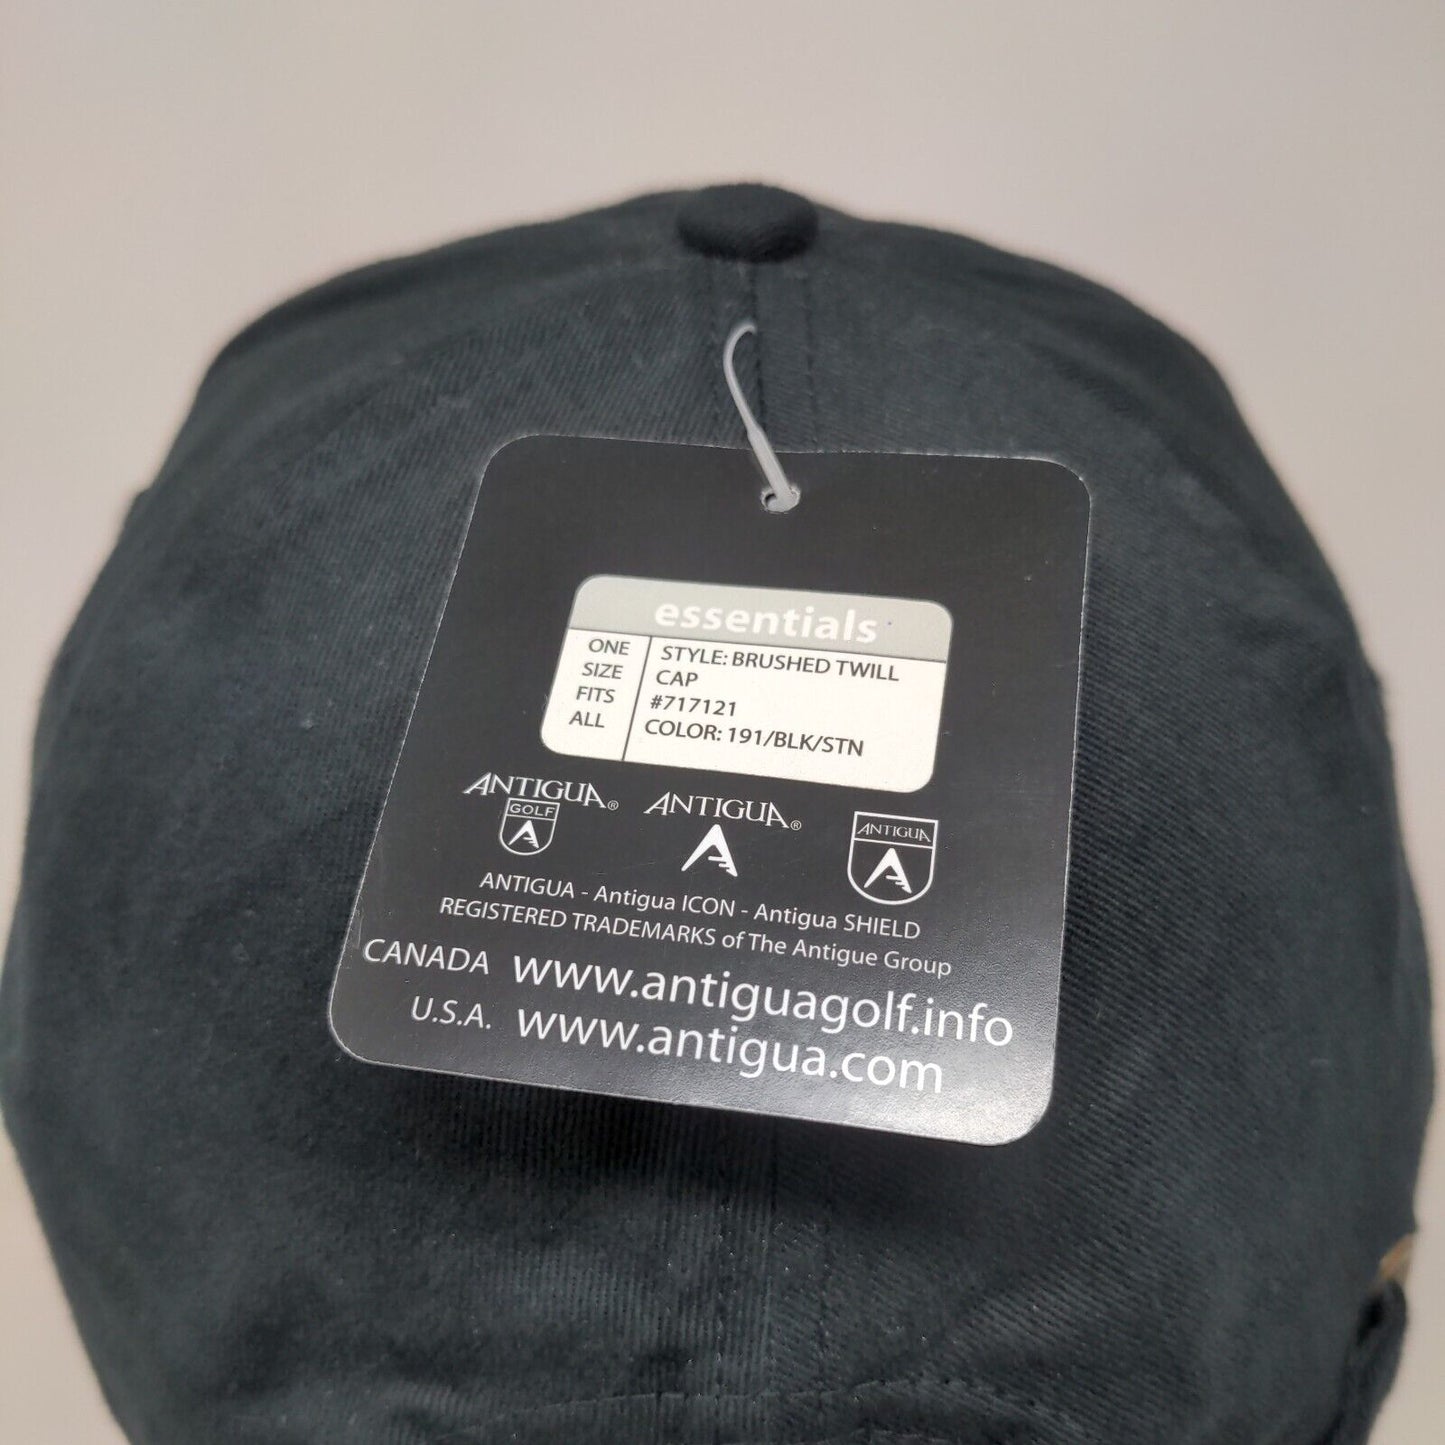 essentials
ONE
SIZE
FITS
ALL
STYLE: BRUSHED TWILL
CAP
#717121
COLOR: 191/BLK/STN
ANTIGUA®
GOLF
ANTIGUA®
ANTIGUA
ANTIGUA - Antigua ICON - Antigua SHIELD
REGISTERED TRADEMARKS of The Antigue Group
CANADA www.antiguagolf.info
U.S.A. www.antigua.com